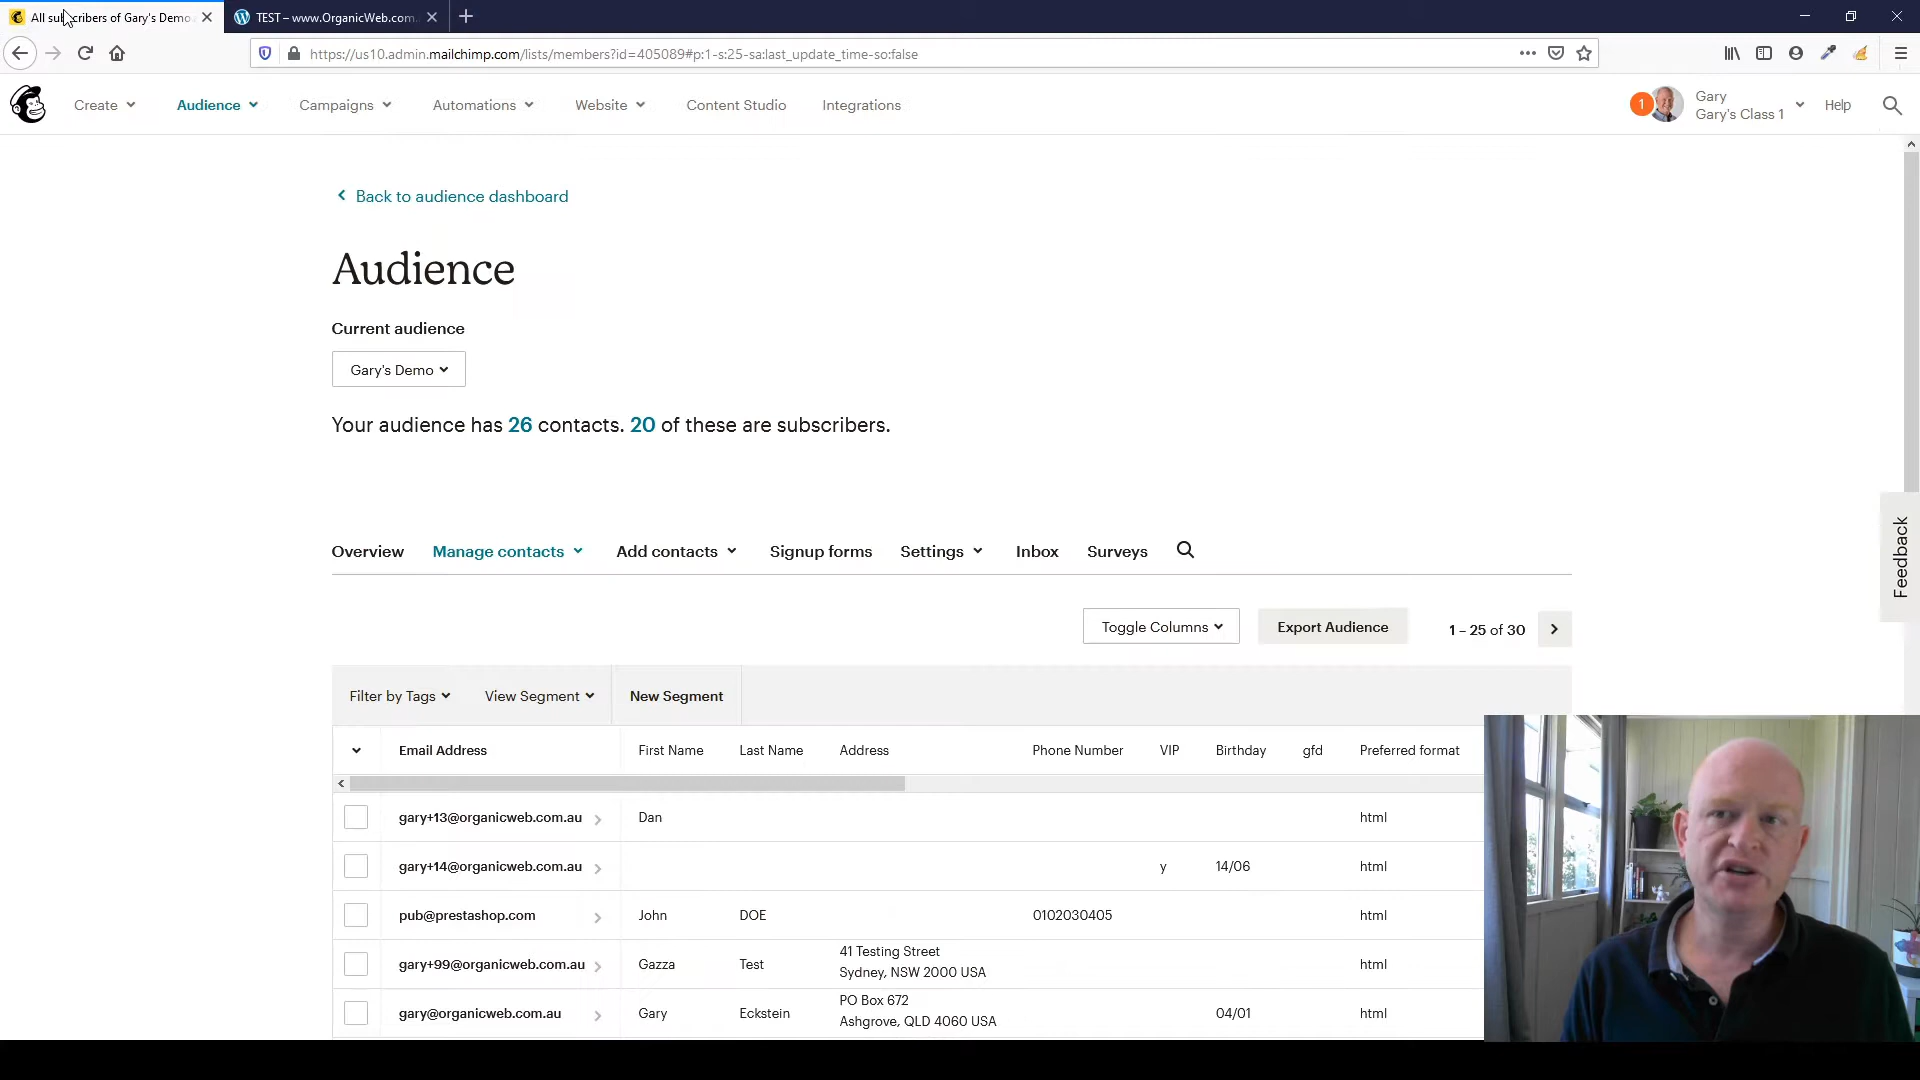 All subscribers of Gary's Demo
TEST – www.OrganicWeb.com.
https://us10.admin.mailchimp.com/lists/members?id=405089#p:1-s:25-sa:last_update_time-so:false
Create
Audience
Campaigns
Automations
Website
Content Studio
Integrations
1
Gary
Gary's Class 1
Help
Back to audience dashboard
Audience
Current audience
Gary's Demo
Your audience has 26 contacts. 20 of these are subscribers.
Feedback
Overview
Manage contacts
Add contacts
Signup forms
Settings
Inbox
Surveys
Toggle Columns
Export Audience
1 – 25 of 30
Filter by Tags
View Segment
New Segment
Email Address First Name Last Name Address Phone Number VIP Birthday gfd Preferred format
gary+13@organicweb.com.au Dan html
gary+14@organicweb.com.au y 14/06 html
pub@prestashop.com John DOE 0102030405 html
gary+99@organicweb.com.au Gazza Test 41 Testing Street html
Sydney, NSW 2000 USA
gary@organicweb.com.au Gary Eckstein PO Box 672 04/01 html
Ashgrove, QLD 4060 USA